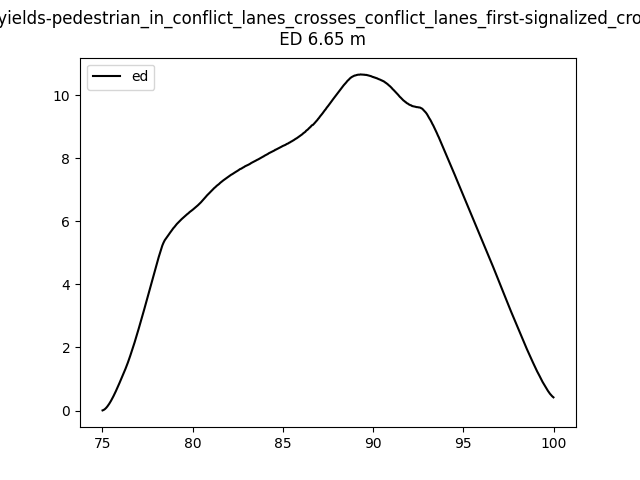 yields-pedestrian_in_conflict_lanes_crosses_conflict_lanes_first-signalized_cro
ED 6.65 m
ed
10
8
6
4
2
0
75 80 85 90 95 100